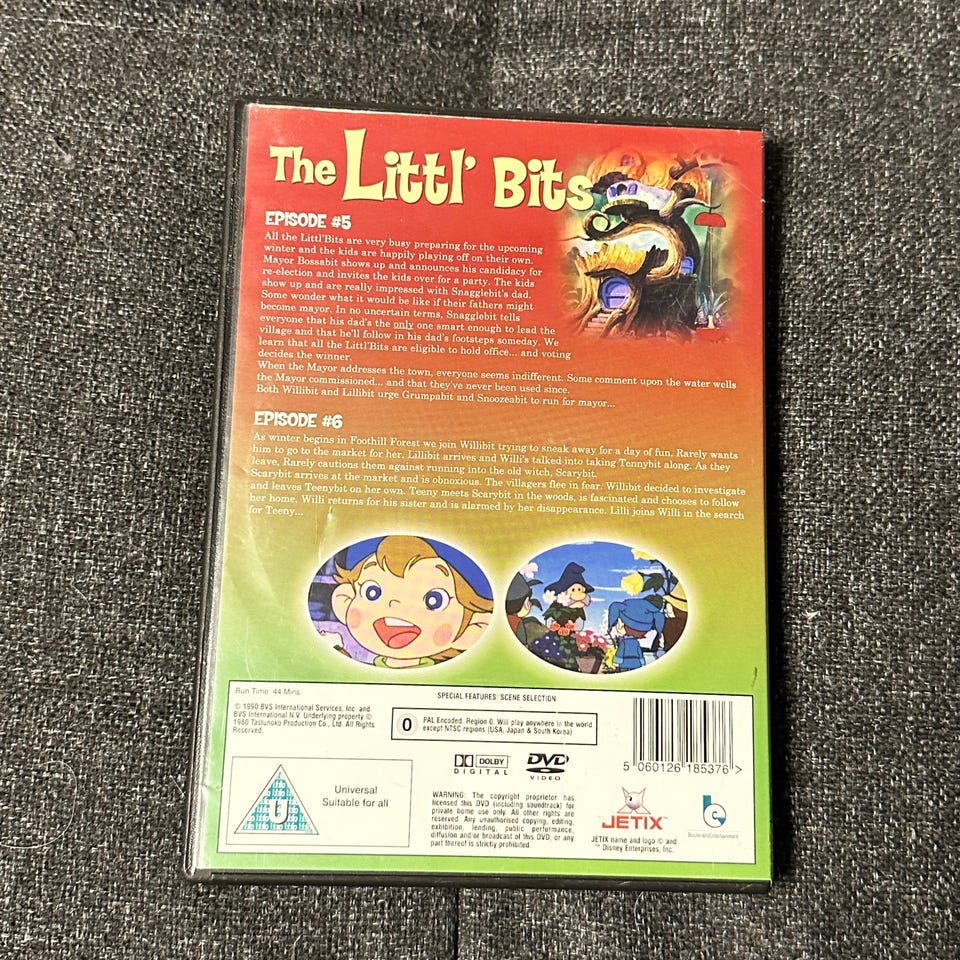 The Littl' Bits
EPISODE #5
All the Littl'Bits are very busy preparing for the upcoming
winter and the kids are happily playing off on their own.
Mayor Bossabit shows up and announces his candidacy for
re-election and invites the kids over for a party. The kids
show up and are really impressed with Snagglebit's dad.
Some wonder what it would be like if their fathers might
become mayor. In no uncertain terms, Snagglebit tells
everyone that his dad's the only one smart enough to lead the
village and that he'll follow in his dad's footsteps someday. We
learn that all the Littl'Bits are eligible to hold office... and voting
decides the winner.
When the Mayor addresses the town, everyone seems indifferent. Some comment upon the water wells
the Mayor commissioned... and that they've never been used since.
Both Willibit and Lillibit urge Grumpabit and Snoozeabit to run for mayor...
EPISODE #6
As winter begins in Foothill Forest we join Willibit trying to sneak away for a day of fun. Rarely wants
him to go to the market for her. Lillibit arrives and Willi's talked into taking Tennybit along. As they
leave, Rarely cautions them against running into the old witch, Scarybit.
Scarybit arrives at the market and is obnoxious. The villagers flee in fear. Willibit decided to investigate
and leaves Teenybit on her own. Teeny meets Scarybit in the woods, is fascinated and chooses to follow
her home. Willi returns for his sister and is alarmed by her disappearance. Lilli joins Willi in the search
for Teeny...
Run Time: 44 Mins.
SPECIAL FEATURES: SCENE SELECTION
© 1990 BVS International Services, Inc. and
BVS International N.V. Underlying property ©
1980 Tastunoko Production Co., Ltd. All Rights
Reserved.
0
PAL Encoded. Region 0. Will play anywhere in the world
except NTSC regions (USA, Japan & South Korea)
DOLBY
DIGITAL
DVD
VIDEO
5 060126 185376 >
U
Universal
Suitable for all
WARNING: The copyright proprietor has
licensed this DVD (including soundtrack) for
private home use only. All other rights are
reserved. Any unauthorised copying, editing,
exhibition, lending, public performance,
diffusion and/or broadcast of this DVD, or any
part thereof is strictly prohibited.
JETIX™
JETIX name and logo © and
™ Disney Enterprises, Inc.
BoulevardEntertainment